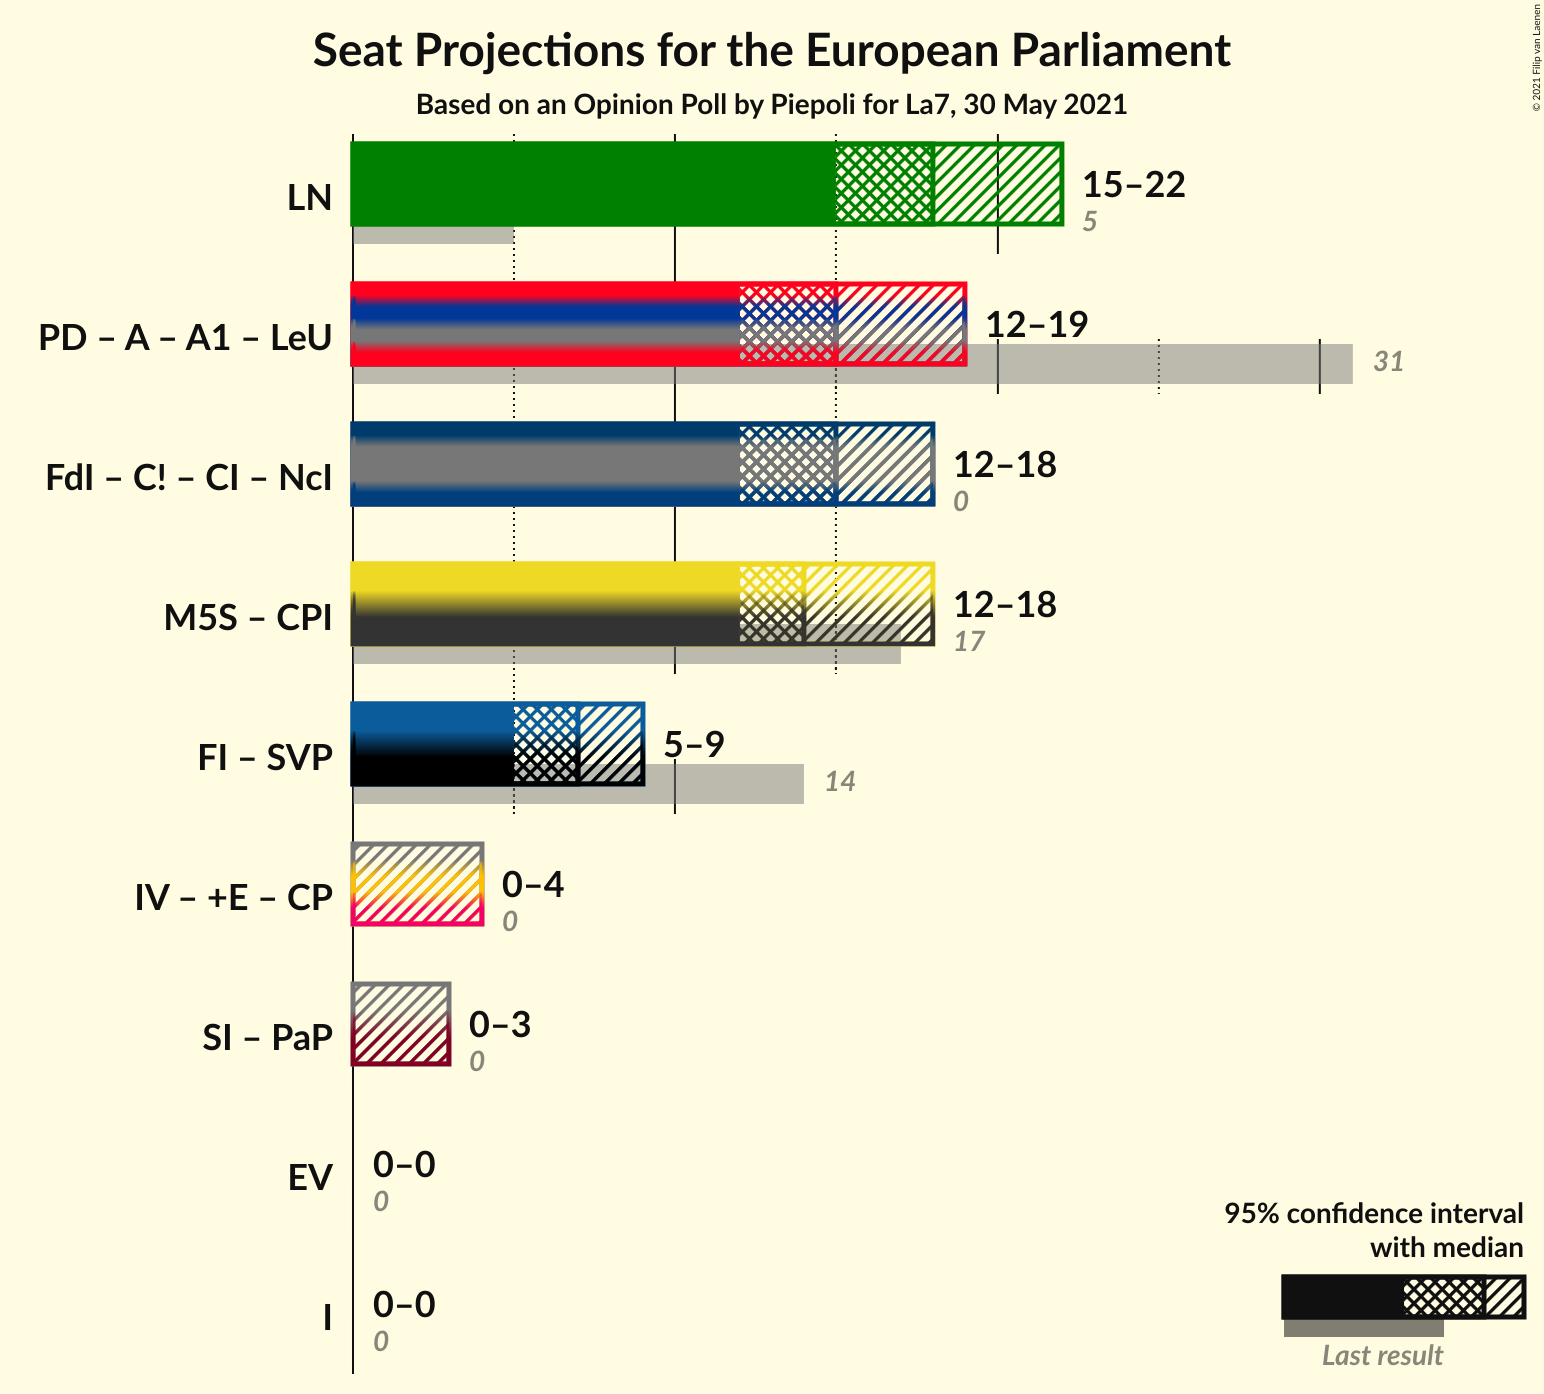 Seat Projections for the European Parliament
Based on an Opinion Poll by Piepoli for La7, 30 May 2021
© 2021 Filip van Laenen
LN
15–22
5
PD – A – A1 – LeU
12–19
31
FdI – C! – CI – NcI
12–18
0
M5S – CPI
12–18
17
FI – SVP
5–9
14
IV – +E – CP
0–4
0
SI – PaP
0–3
0
EV
0–0
0
I
0–0
0
95% confidence interval
with median
Last result